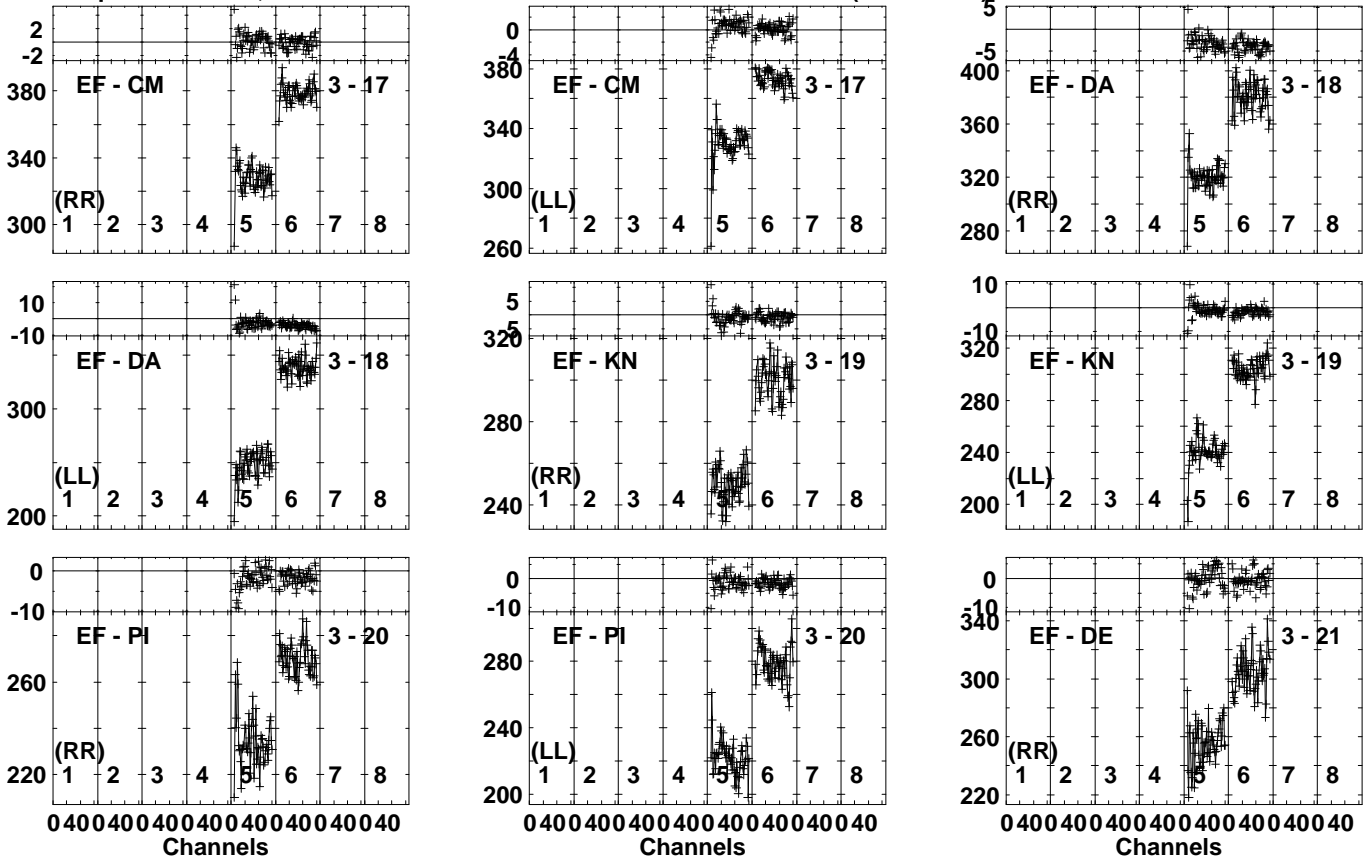 2
-2
EF - CM 3 - 17
380
340
300
(RR)
1 2 3 4 5 6 7 8
0
-4
EF - CM 3 - 17
380
340
300
260
(LL)
1 2 3 4 5 6 7 8
5
-5
EF - DA 3 - 18
400
360
320
280
(RR)
1 2 3 4 5 6 7 8
10
-10
EF - DA 3 - 18
300
200
(LL)
1 2 3 4 5 6 7 8
5
-5
EF - KN 3 - 19
320
280
240
(RR)
1 2 3 4 5 6 7 8
10
-10
EF - KN 3 - 19
320
280
240
200
(LL)
1 2 3 4 5 6 7 8
0
-10
EF - PI 3 - 20
260
220
(RR)
1 2 3 4 5 6 7 8
0 40 0 40 0 40 0 40 0 40 0 40 0 40 0 40
Channels
0
-10
EF - PI 3 - 20
280
240
200
(LL)
1 2 3 4 5 6 7 8
0 40 0 40 0 40 0 40 0 40 0 40 0 40 0 40
Channels
0
-10
EF - DE 3 - 21
340
300
260
220
(RR)
1 2 3 4 5 6 7 8
0 40 0 40 0 40 0 40 0 40 0 40 0 40 0 40
Channels